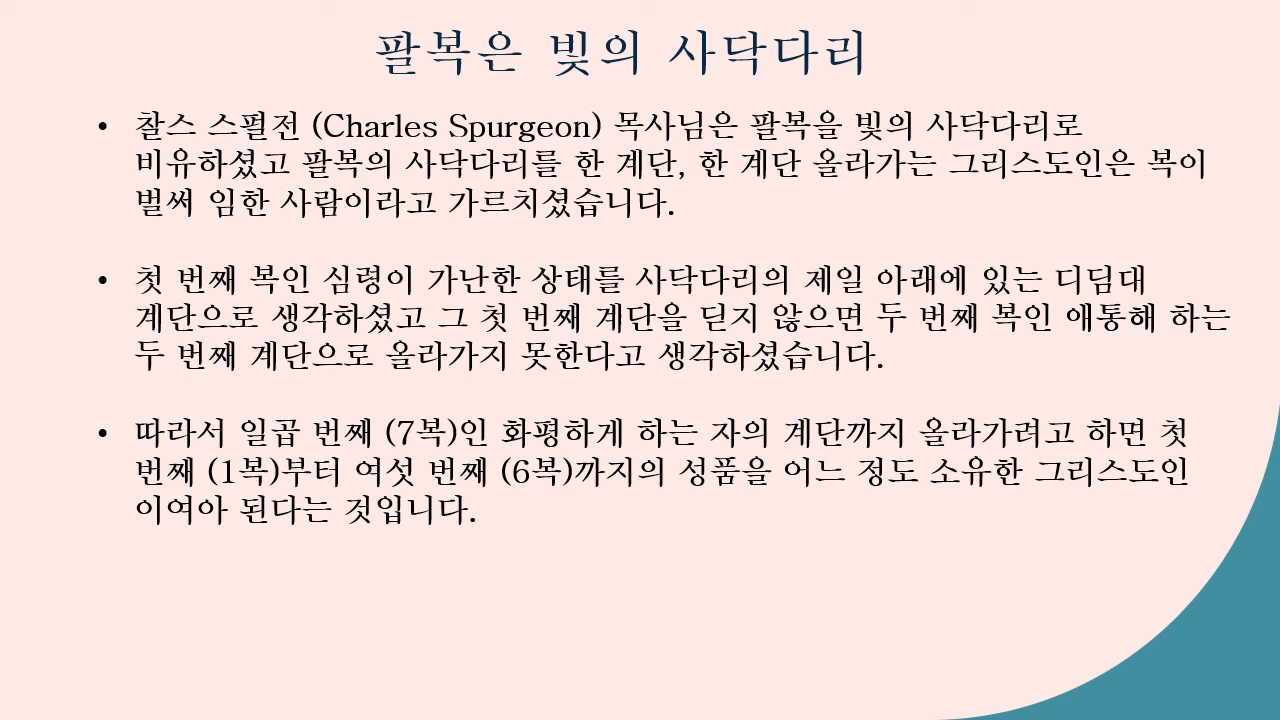 팔복은 빛의 사닥다리
• 찰스 스펄전 (Charles Spurgeon) 목사님은 팔복을 빛의 사닥다리로
비유하셨고 팔복의 사닥다리를 한 계단, 한 계단 올라가는 그리스도인은 복이
벌써 임한 사람이라고 가르치셨습니다.
• 첫 번째 복인 심령이 가난한 상태를 사닥다리의 제일 아래에 있는 디딤대
계단으로 생각하셨고 그 첫 번째 계단을 딛지 않으면 두 번째 복인 애통해 하는
두 번째 계단으로 올라가지 못한다고 생각하셨습니다.
• 따라서 일곱 번째 (7복)인 화평하게 하는 자의 계단까지 올라가려고 하면 첫
번째 (1복)부터 여섯 번째 (6복)까지의 성품을 어느 정도 소유한 그리스도인
이여아 된다는 것입니다.